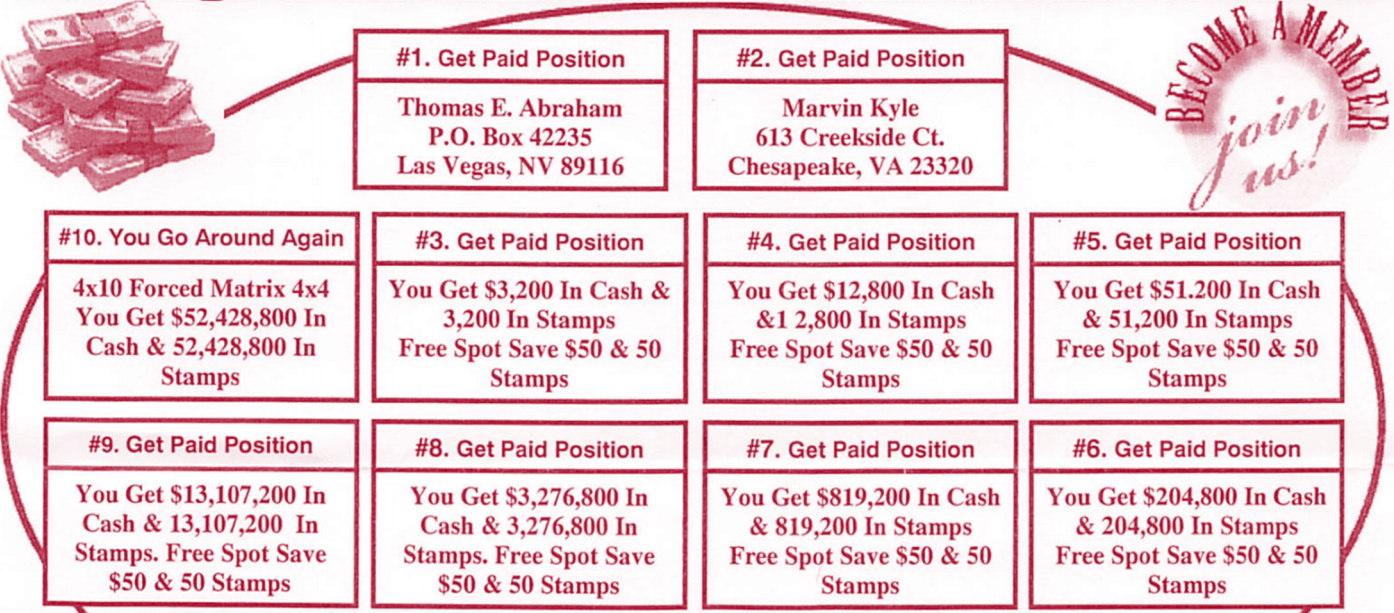 #1. Get Paid Position
Thomas E. Abraham
P.O. Box 42235
Las Vegas, NV 89116
#2. Get Paid Position
Marvin Kyle
613 Creekside Ct.
Chesapeake, VA 23320
BECOME A MEMBER
join
us!
#10. You Go Around Again
4x10 Forced Matrix 4x4
You Get $52,428,800 In
Cash & 52,428,800 In
Stamps
#3. Get Paid Position
You Get $3,200 In Cash &
3,200 In Stamps
Free Spot Save $50 & 50
Stamps
#4. Get Paid Position
You Get $12,800 In Cash
&1 2,800 In Stamps
Free Spot Save $50 & 50
Stamps
#5. Get Paid Position
You Get $51.200 In Cash
& 51,200 In Stamps
Free Spot Save $50 & 50
Stamps
#9. Get Paid Position
You Get $13,107,200 In
Cash & 13,107,200 In
Stamps. Free Spot Save
$50 & 50 Stamps
#8. Get Paid Position
You Get $3,276,800 In
Cash & 3,276,800 In
Stamps. Free Spot Save
$50 & 50 Stamps
#7. Get Paid Position
You Get $819,200 In Cash
& 819,200 In Stamps
Free Spot Save $50 & 50
Stamps
#6. Get Paid Position
You Get $204,800 In Cash
& 204,800 In Stamps
Free Spot Save $50 & 50
Stamps